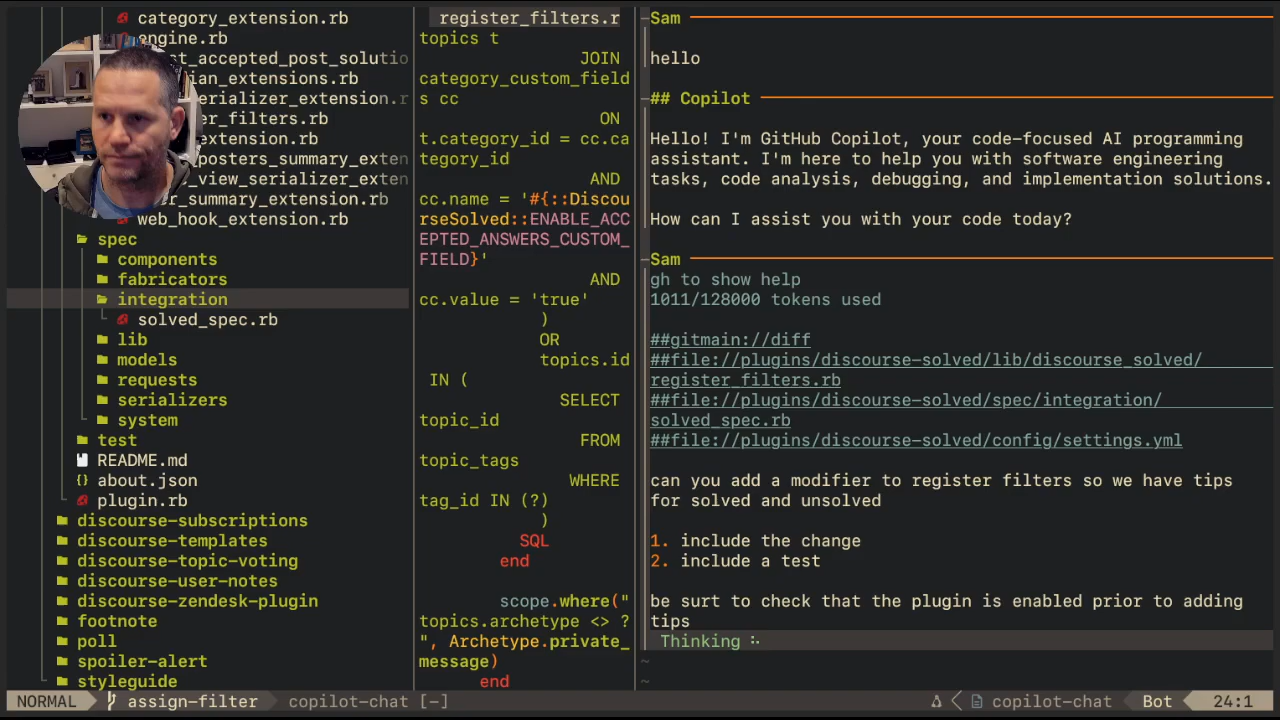 category_extension.rb
engine.rb
st_accepted_post_solutio
ian_extensions.rb
serializer_extension.r
er_filters.rb
extension.rb
posters_summary_exten
_view_serializer_exten
r_summary_extension.rb
web_hook_extension.rb
spec
components
fabricators
integration
solved_spec.rb
lib
models
requests
serializers
system
test
README.md
about.json
plugin.rb
discourse-subscriptions
discourse-templates
discourse-topic-voting
discourse-user-notes
discourse-zendesk-plugin
footnote
poll
spoiler-alert
styleguide
register_filters.r
topics t
JOIN
category_custom_field
s cc
ON
t.category_id = cc.ca
tegory_id
AND
cc.name = '#{::Discou
rseSolved::ENABLE_ACC
EPTED_ANSWERS_CUSTOM_
FIELD}'
AND
cc.value = 'true'
)
OR
topics.id
IN (
SELECT
topic_id
FROM
topic_tags
WHERE
tag_id IN (?)
)
SQL
end
scope.where("
topics.archetype <> ?
", Archetype.private_
message)
end
Sam
hello
## Copilot
Hello! I'm GitHub Copilot, your code-focused AI programming
assistant. I'm here to help you with software engineering
tasks, code analysis, debugging, and implementation solutions.
How can I assist you with your code today?
Sam
gh to show help
1011/128000 tokens used
##gitmain://diff
##file://plugins/discourse-solved/lib/discourse_solved/
register_filters.rb
##file://plugins/discourse-solved/spec/integration/
solved_spec.rb
##file://plugins/discourse-solved/config/settings.yml
can you add a modifier to register filters so we have tips
for solved and unsolved
1. include the change
2. include a test
be surt to check that the plugin is enabled prior to adding
tips
Thinking
~
~
NORMAL assign-filter copilot-chat [-] copilot-chat Bot 24:1